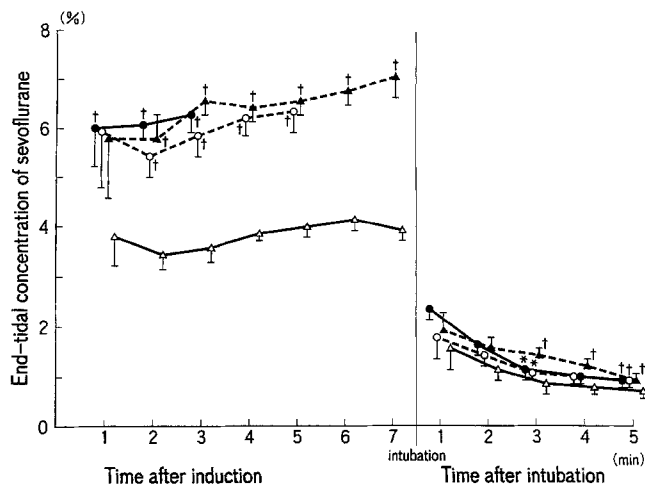 (%)
8
6
4
2
0
End-tidal concentration of sevoflurane
† † † † † † †
† † † †
* * † † † † †
1 2 3 4 5 6 7 1 2 3 4 5
intubation (min)
Time after induction Time after intubation